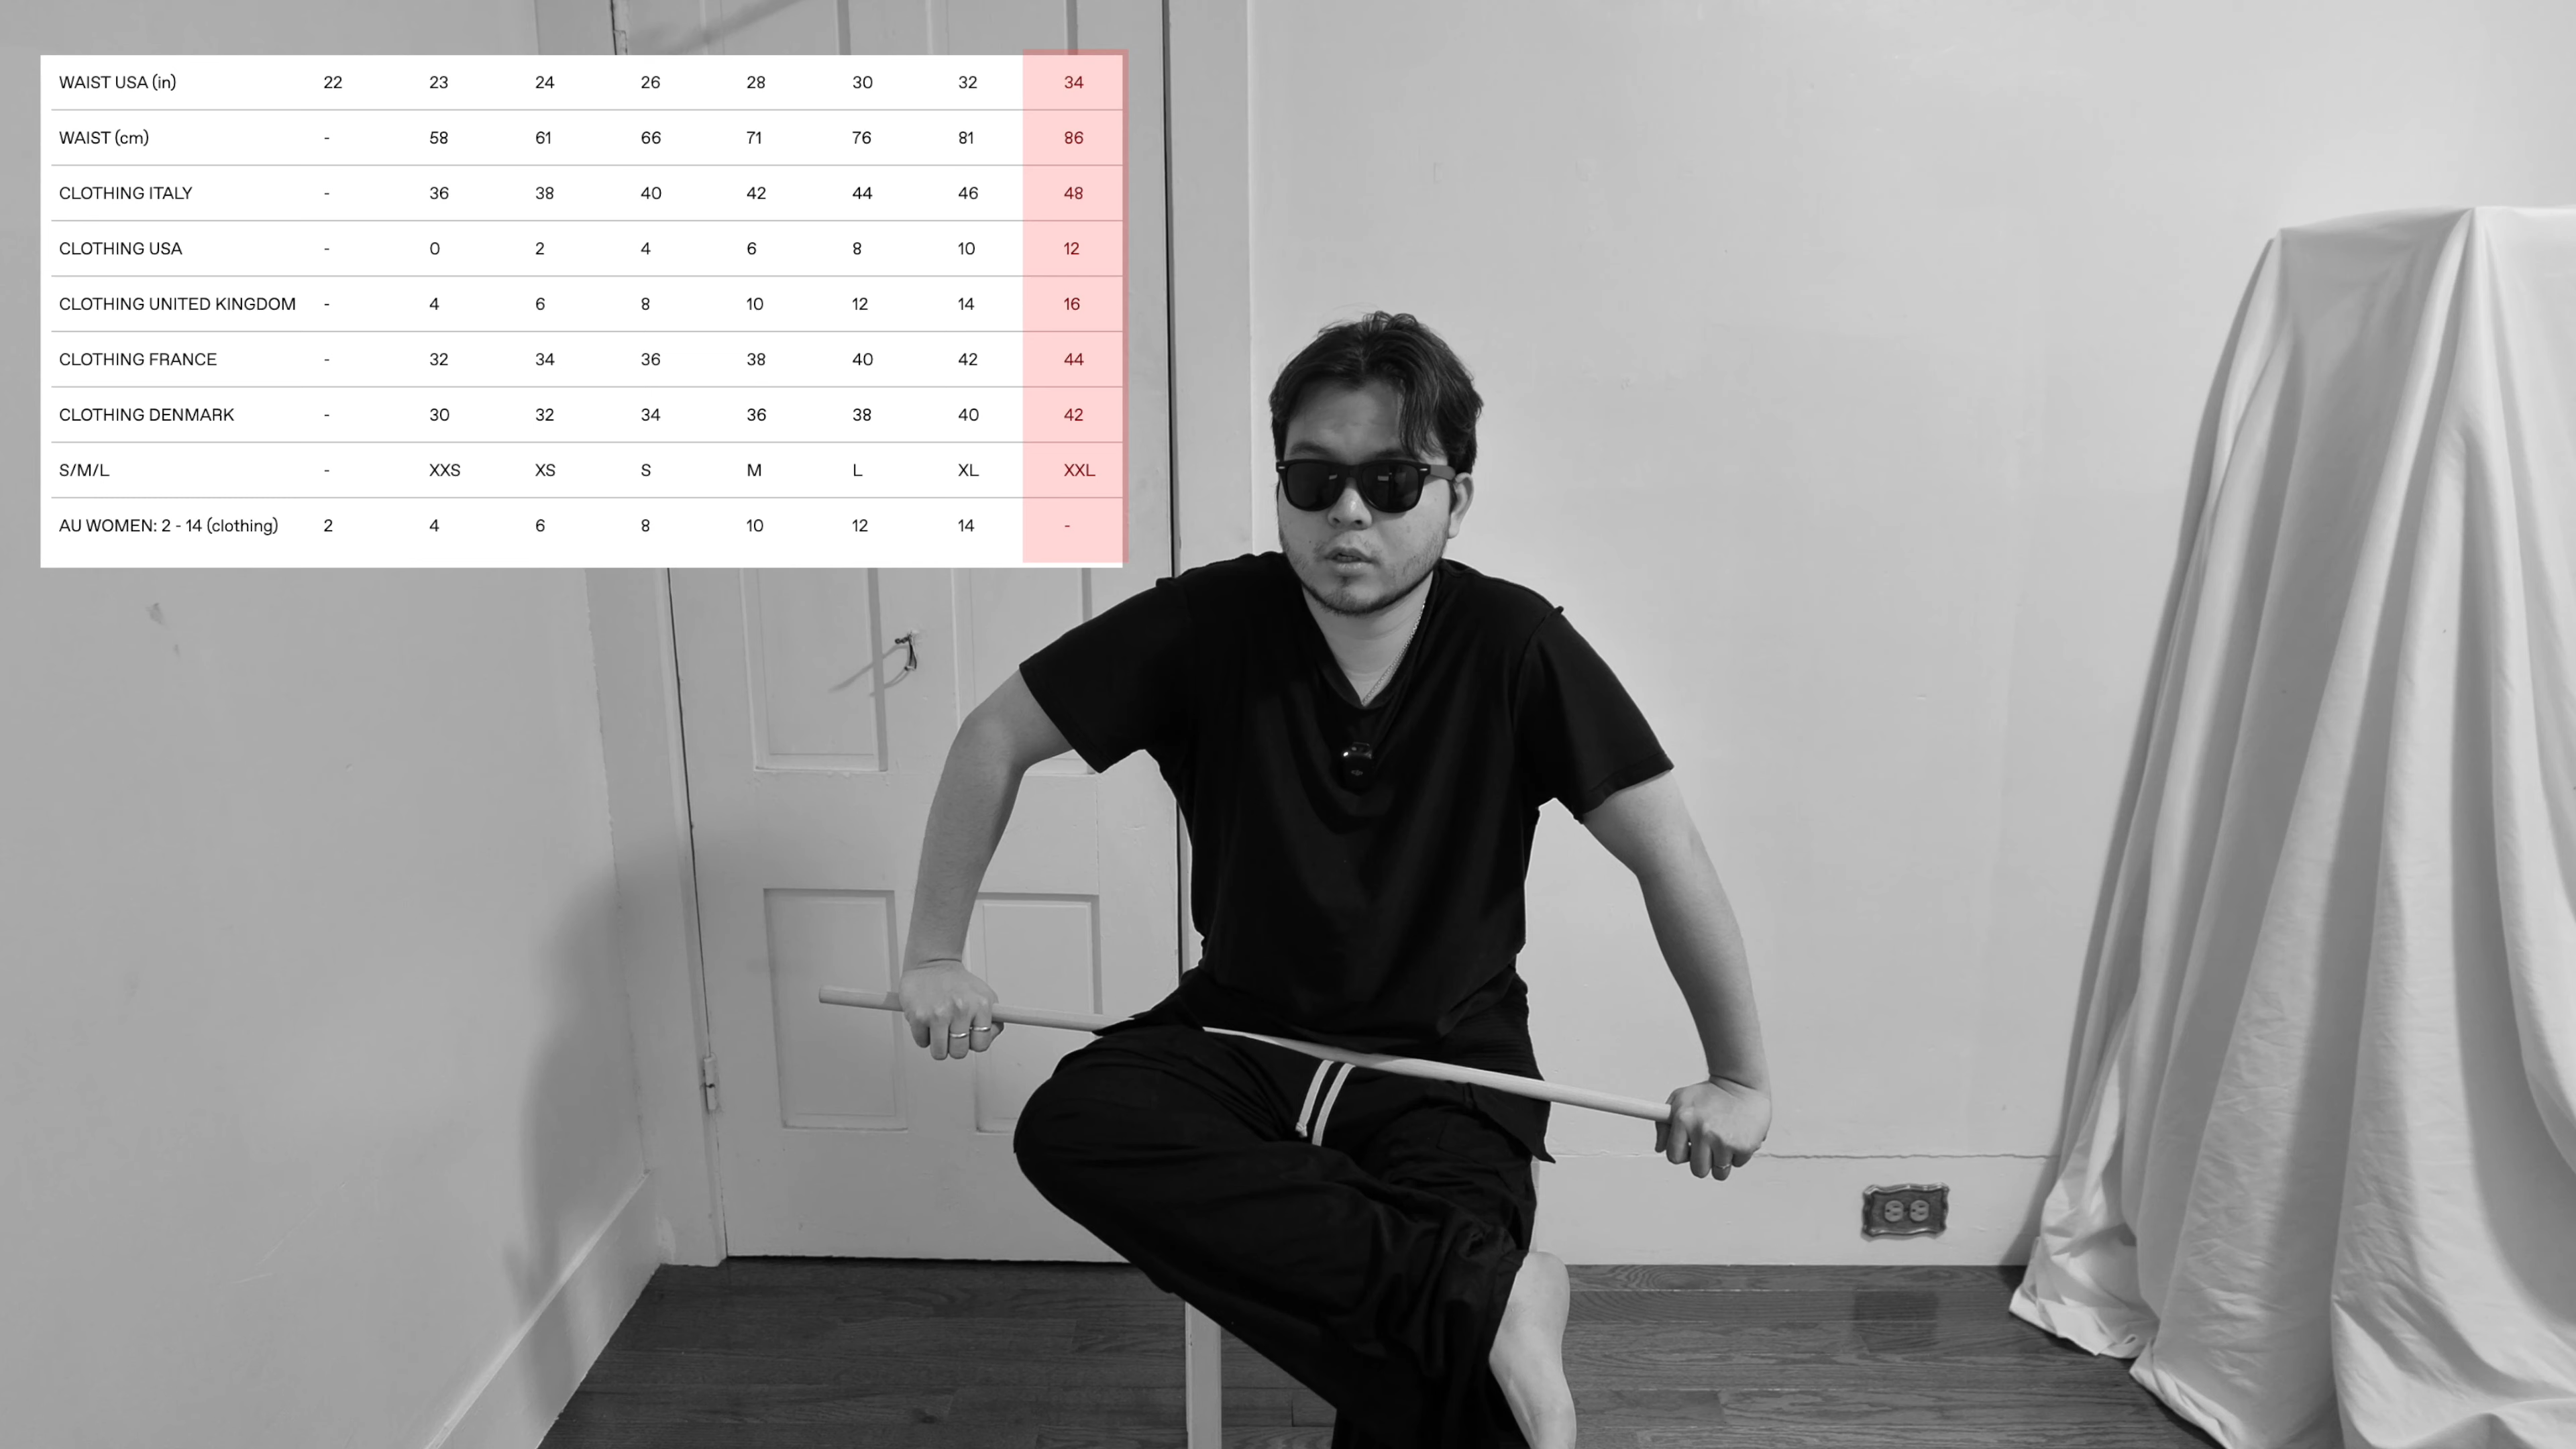 WAIST USA (in) 22 23 24 26 28 30 32 34
WAIST (cm) - 58 61 66 71 76 81 86
CLOTHING ITALY - 36 38 40 42 44 46 48
CLOTHING USA - 0 2 4 6 8 10 12
CLOTHING UNITED KINGDOM - 4 6 8 10 12 14 16
CLOTHING FRANCE - 32 34 36 38 40 42 44
CLOTHING DENMARK - 30 32 34 36 38 40 42
S/M/L - XXS XS S M L XL XXL
AU WOMEN: 2 - 14 (clothing) 2 4 6 8 10 12 14 -